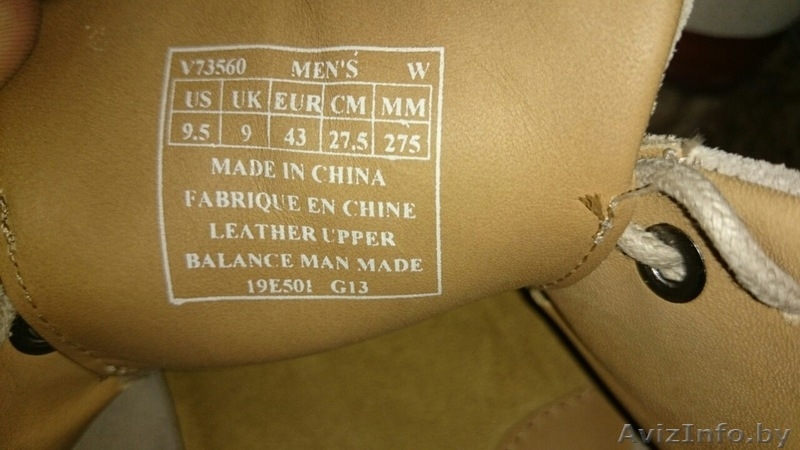 V73560 MEN'S W
US UK EUR CM MM
9.5 9 43 27.5 275
MADE IN CHINA
FABRIQUE EN CHINE
LEATHER UPPER
BALANCE MAN MADE
19E501 G13
AvizInfo.by